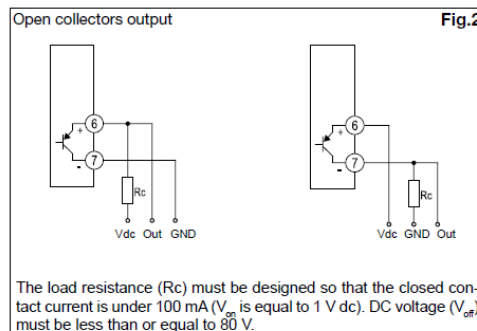 Open collectors output Fig.2
6 6
+ +
7 7
- -
Rc Rc
Vdc Out GND Vdc GND Out
The load resistance (Rc) must be designed so that the closed con-
tact current is under 100 mA (Von is equal to 1 V dc). DC voltage (Voff)
must be less than or equal to 80 V.